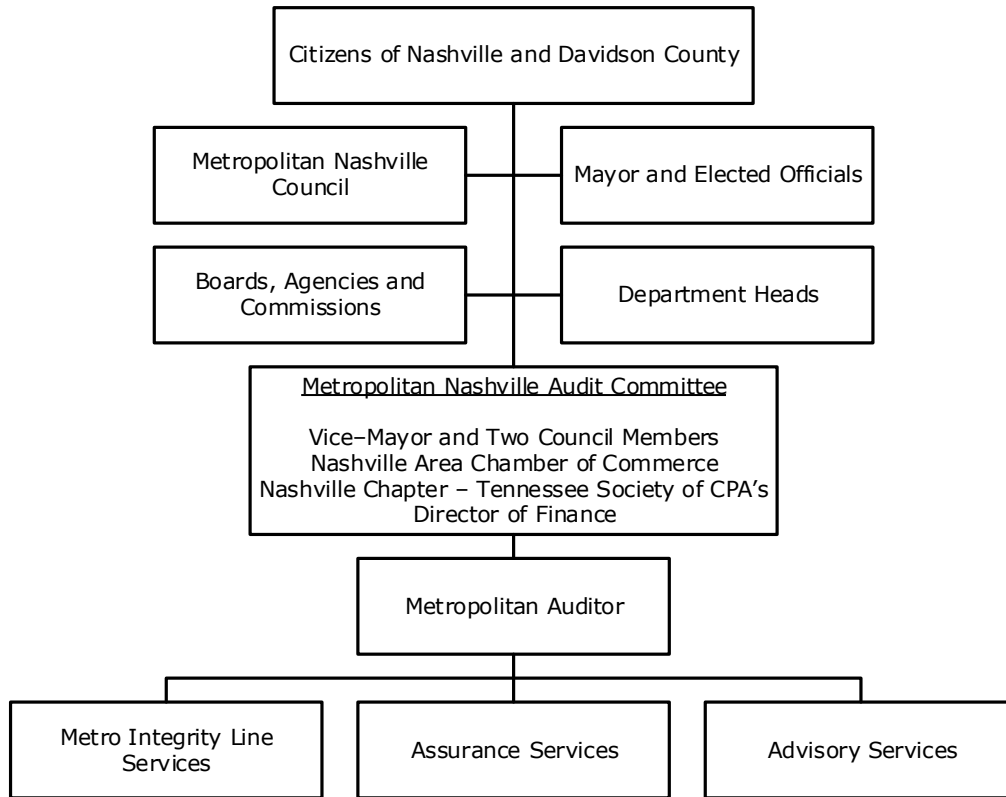 Citizens of Nashville and Davidson County
Metropolitan Nashville
Council
Mayor and Elected Officials
Boards, Agencies and
Commissions
Department Heads
Metropolitan Nashville Audit Committee
Vice–Mayor and Two Council Members
Nashville Area Chamber of Commerce
Nashville Chapter – Tennessee Society of CPA’s
Director of Finance
Metropolitan Auditor
Metro Integrity Line
Services
Assurance Services
Advisory Services